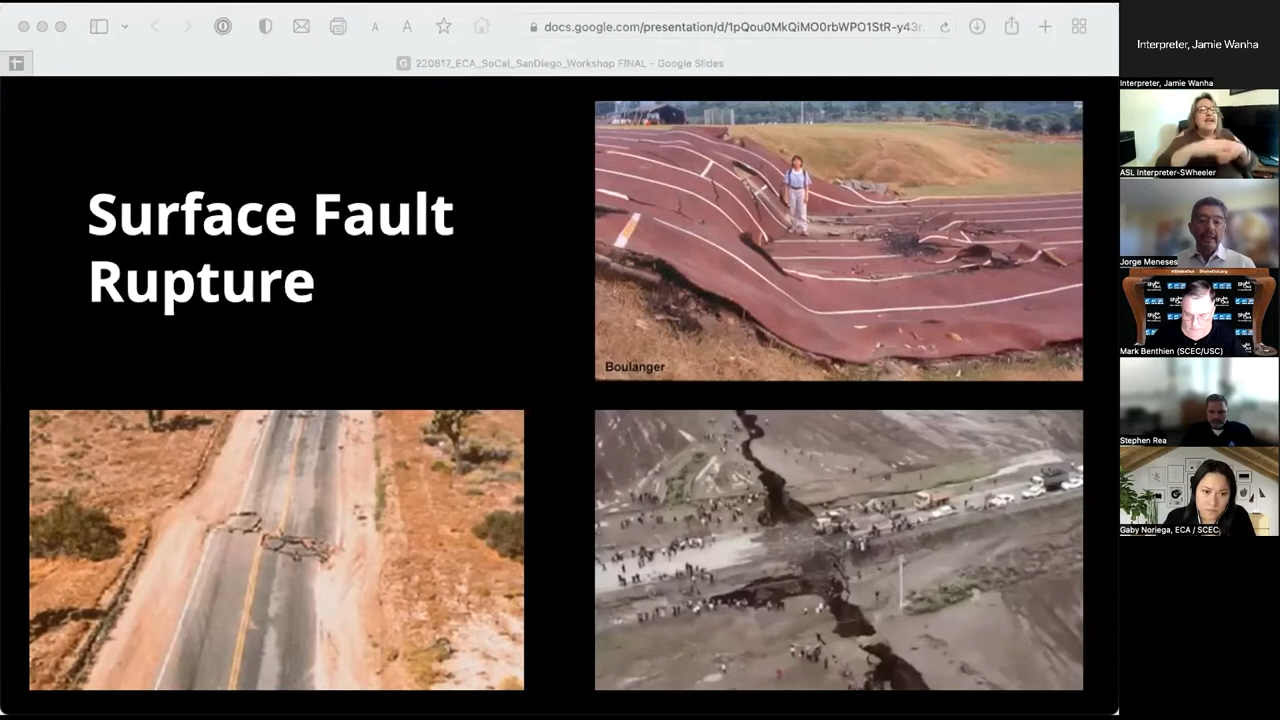 docs.google.com/presentation/d/1pQou0MkQiMO0rbWPO1StR-y43r.
220817_ECA_SoCal_SanDiego_Workshop FINAL - Google Slides
Surface Fault
Rupture
Boulanger
Interpreter, Jamie Wanha
Interpreter, Jamie Wanha
ASL Interpreter-SWheeler
Jorge Meneses
Mark Benthien (SCEC/USC)
Stephen Rea
Gaby Noriega, ECA / SCEC